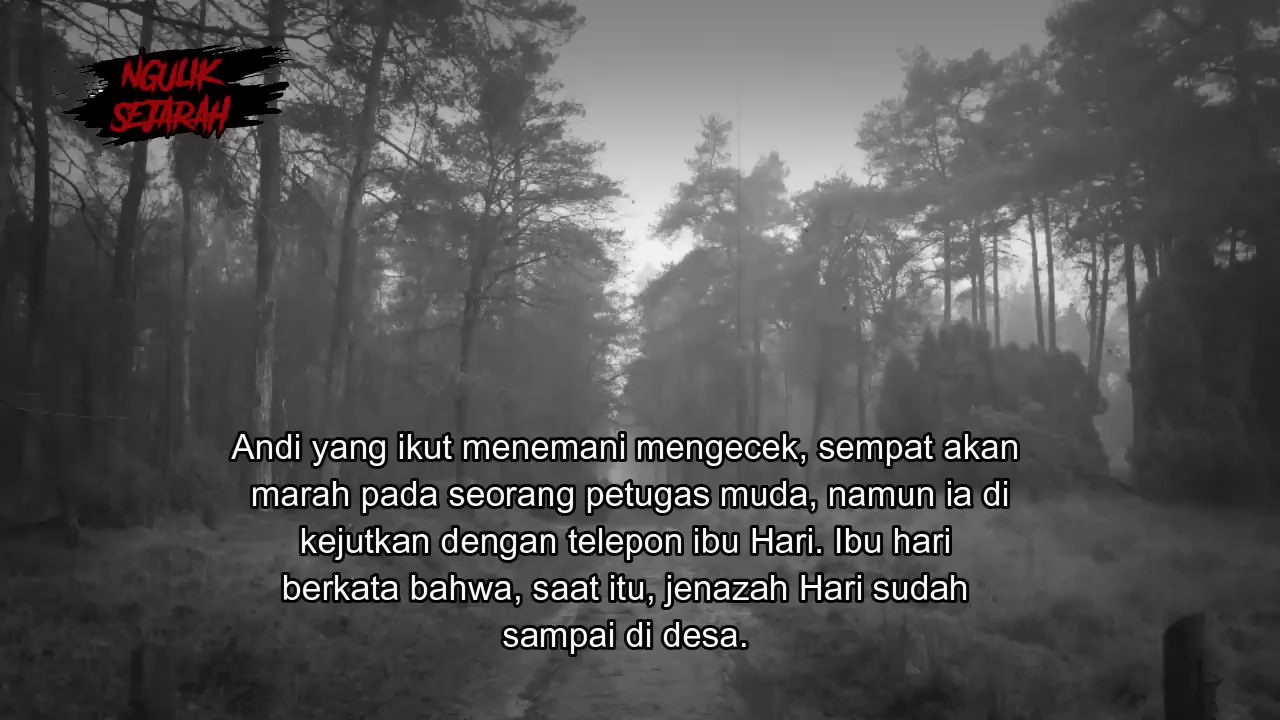 NGULIK
SEJARAH
Andi yang ikut menemani mengecek, sempat akan
marah pada seorang petugas muda, namun ia di
kejutkan dengan telepon ibu Hari. Ibu hari
berkata bahwa, saat itu, jenazah Hari sudah
sampai di desa.